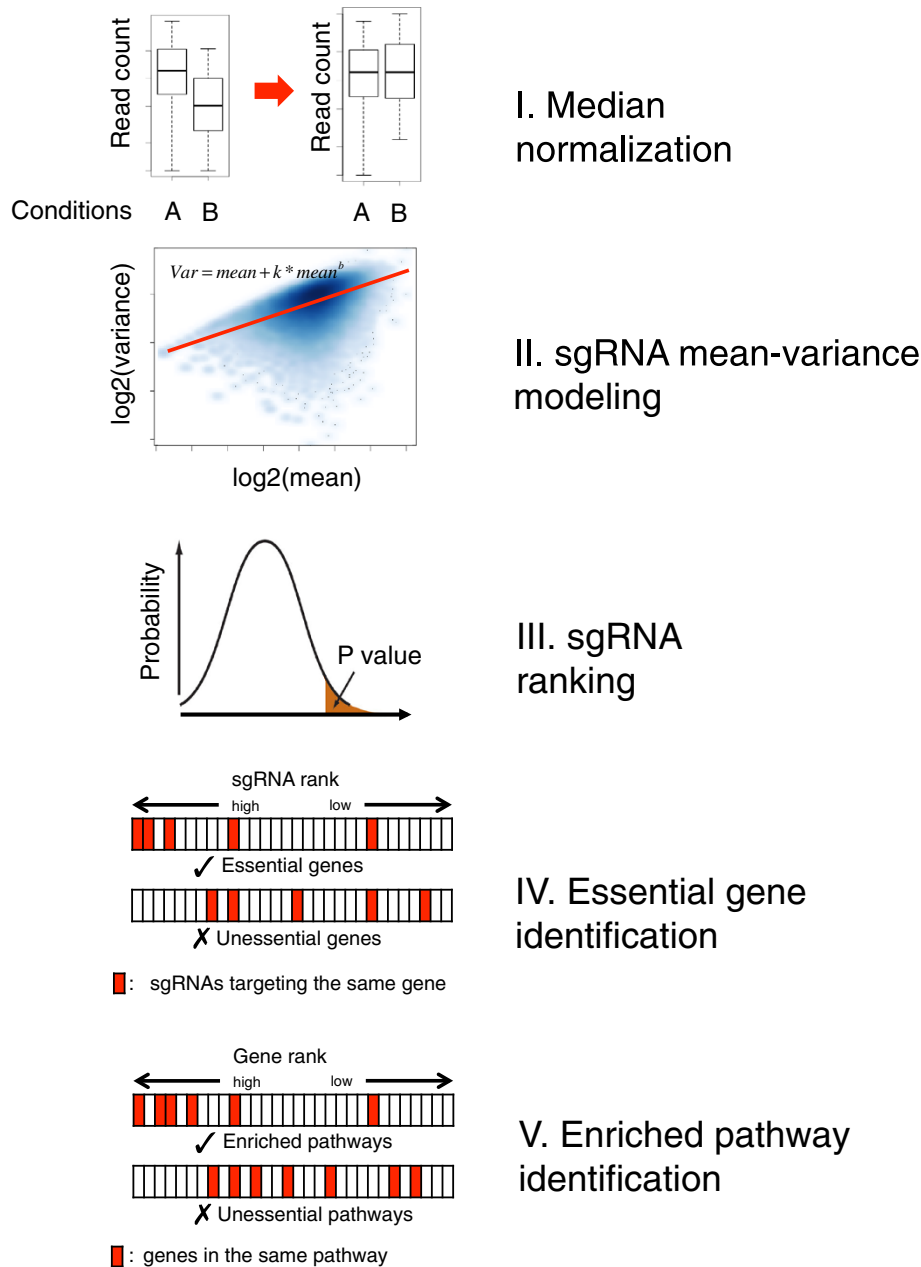 Read count
Read count
I. Median
normalization
Conditions A B A B
log2(variance)
Var = mean + k * mean^b
log2(mean)
II. sgRNA mean-variance
modeling
Probability
P value
III. sgRNA
ranking
sgRNA rank
high low
✓ Essential genes
✗ Unessential genes
: sgRNAs targeting the same gene
IV. Essential gene
identification
Gene rank
high low
✓ Enriched pathways
✗ Unessential pathways
: genes in the same pathway
V. Enriched pathway
identification